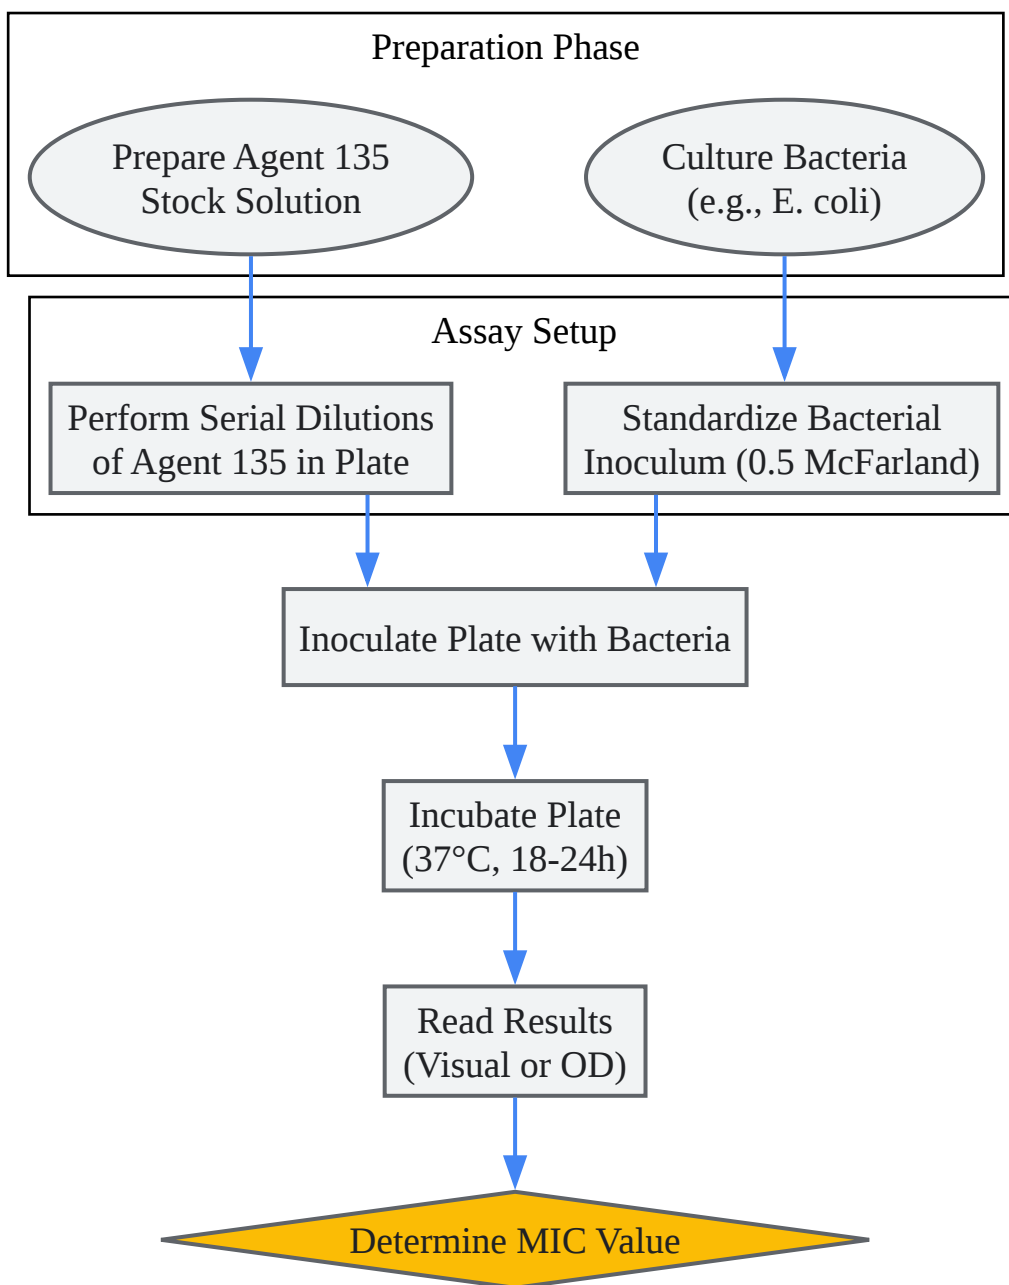 Preparation Phase
Prepare Agent 135
Stock Solution
Culture Bacteria
(e.g., E. coli)
Assay Setup
Perform Serial Dilutions
of Agent 135 in Plate
Standardize Bacterial
Inoculum (0.5 McFarland)
Inoculate Plate with Bacteria
Incubate Plate
(37°C, 18-24h)
Read Results
(Visual or OD)
Determine MIC Value